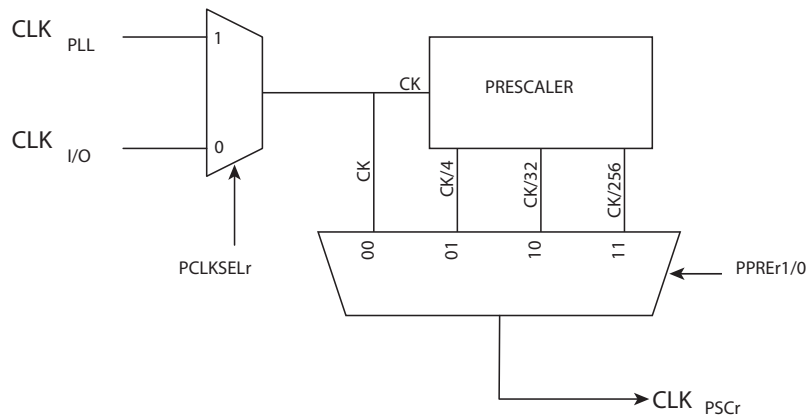 CLK PLL
1
CK
PRESCALER
CLK I/O
0
CK
CK/4
CK/32
CK/256
00
01
10
11
PCLKSELr
PPREr1/0
CLK PSCr